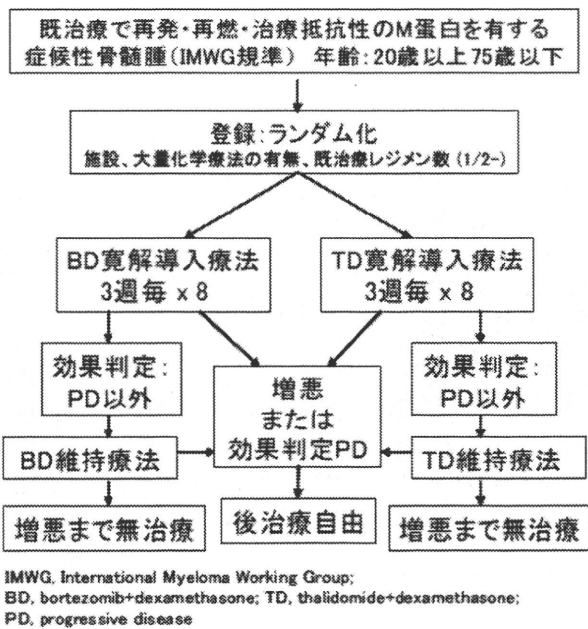 既治療で再発・再燃・治療抵抗性のM蛋白を有する
症候性骨髄腫(IMWG規準) 年齢:20歳以上75歳以下
登録:ランダム化
施設、大量化学療法の有無、既治療レジメン数(1/2-)
BD寛解導入療法
3週毎 x 8
TD寛解導入療法
3週毎 x 8
効果判定:
PD以外
増悪
または
効果判定PD
効果判定:
PD以外
BD維持療法
TD維持療法
増悪まで無治療
後治療自由
増悪まで無治療
IMWG, International Myeloma Working Group;
BD, bortezomib+dexamethasone; TD, thalidomide+dexamethasone;
PD, progressive disease